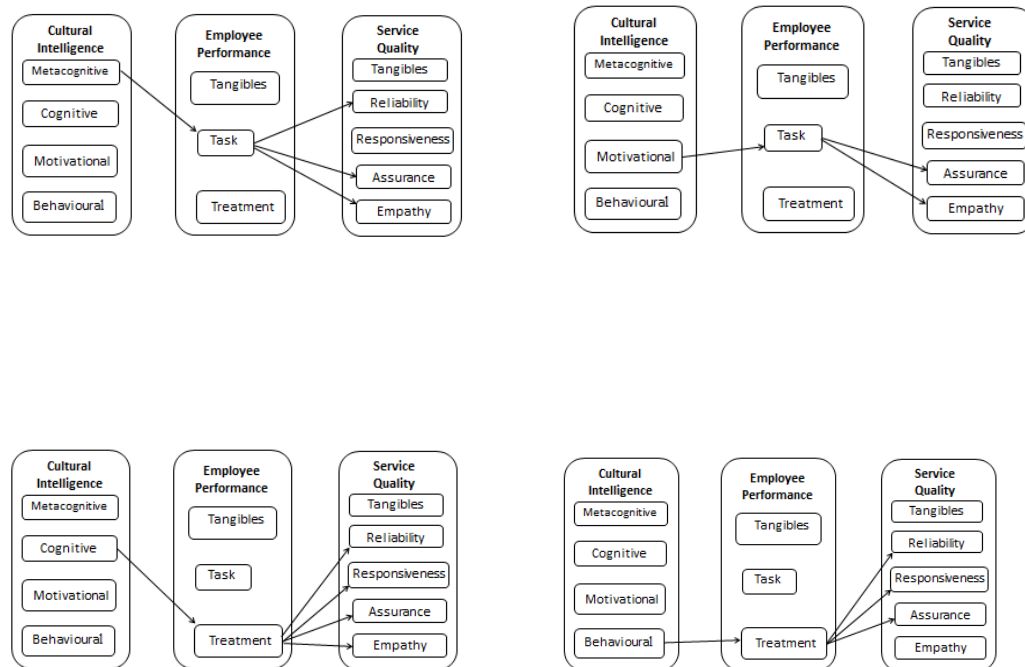 Cultural
Intelligence
Metacognitive
Cognitive
Motivational
Behavioural
Employee
Performance
Tangibles
Task
Treatment
Service
Quality
Tangibles
Reliability
Responsiveness
Assurance
Empathy
Cultural
Intelligence
Metacognitive
Cognitive
Motivational
Behavioural
Employee
Performance
Tangibles
Task
Treatment
Service
Quality
Tangibles
Reliability
Responsiveness
Assurance
Empathy
Cultural
Intelligence
Metacognitive
Cognitive
Motivational
Behavioural
Employee
Performance
Tangibles
Task
Treatment
Service
Quality
Tangibles
Reliability
Responsiveness
Assurance
Empathy
Cultural
Intelligence
Metacognitive
Cognitive
Motivational
Behavioural
Employee
Performance
Tangibles
Task
Treatment
Service
Quality
Tangibles
Reliability
Responsiveness
Assurance
Empathy